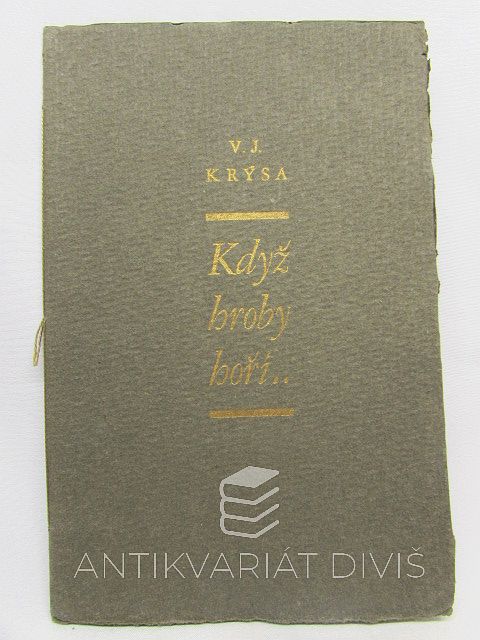 V. J.
KRÝSA
Když
hroby
hoří..
ANTIKVARIÁT DIVIŠ